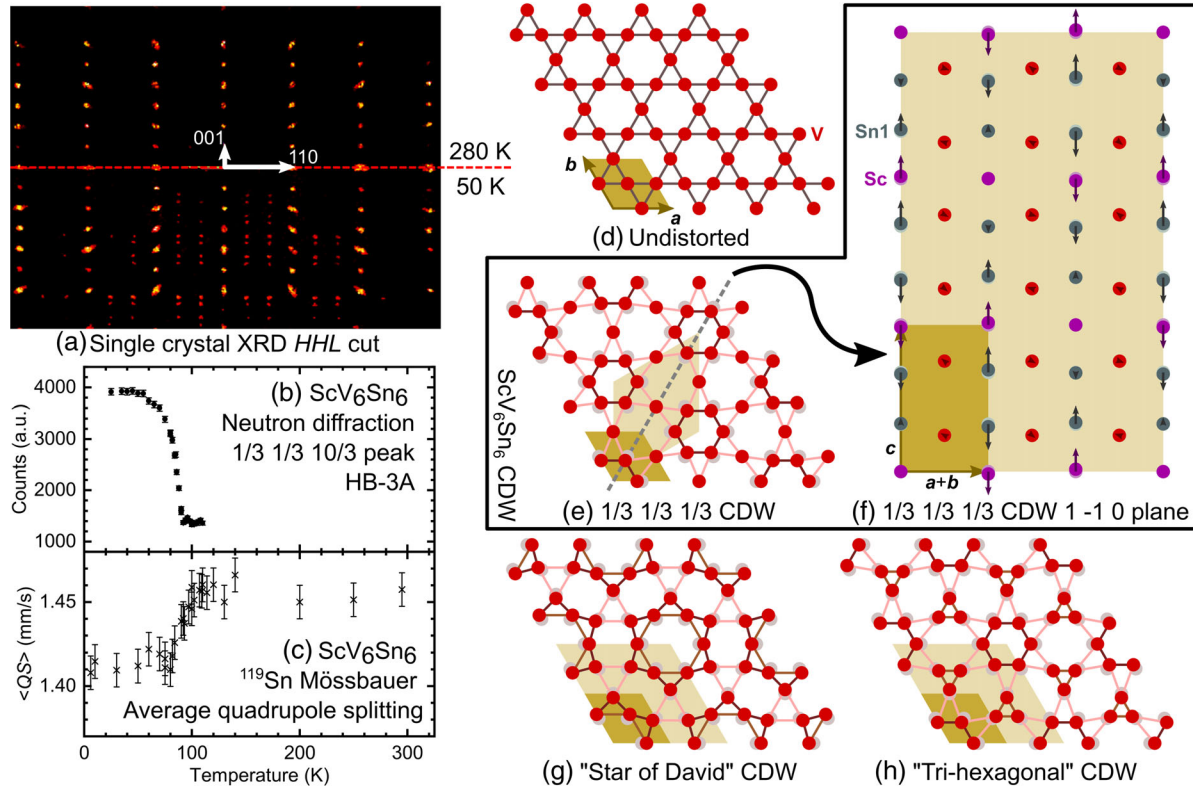 001
110
280 K
50 K
(a) Single crystal XRD HHL cut
4000
3000
2000
1000
Counts (a.u.)
(b) ScV6Sn6
Neutron diffraction
1/3 1/3 10/3 peak
HB-3A
1.45
1.40
<QS> (mm/s)
(c) ScV6Sn6
119Sn Mössbauer
Average quadrupole splitting
0
100
200
300
Temperature (K)
V
b
a
(d) Undistorted
ScV6Sn6 CDW
(e) 1/3 1/3 1/3 CDW
Sn1
Sc
c
a+b
(f) 1/3 1/3 1/3 CDW 1 -1 0 plane
(g) "Star of David" CDW
(h) "Tri-hexagonal" CDW